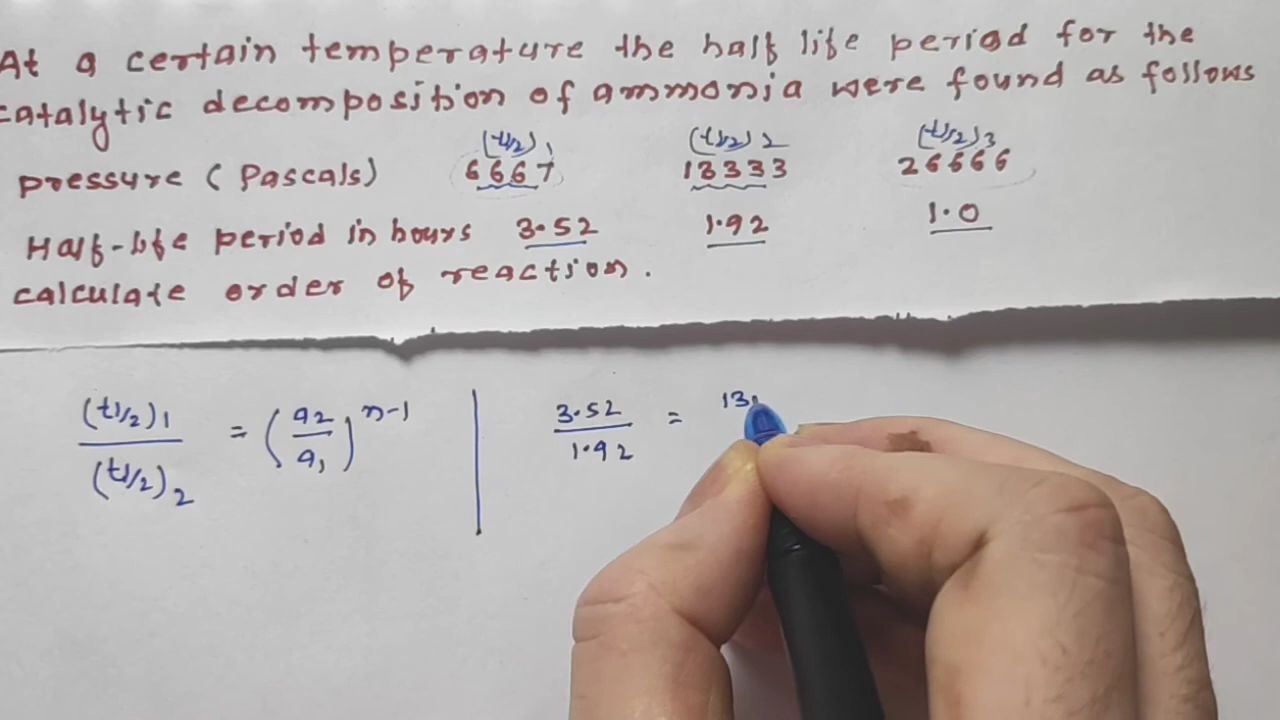 At a certain temperature the half life period for the
catalytic decomposition of ammonia were found as follows
(t1/2)1 (t1/2)2 (t1/2)3
pressure (Pascals) 6667 13333 26666
Half-life period in hours 3.52 1.92 1.0
calculate order of reaction.
(t1/2)1 / (t1/2)2 = (a2 / a1)^n-1 | 3.52 / 1.92 = 13